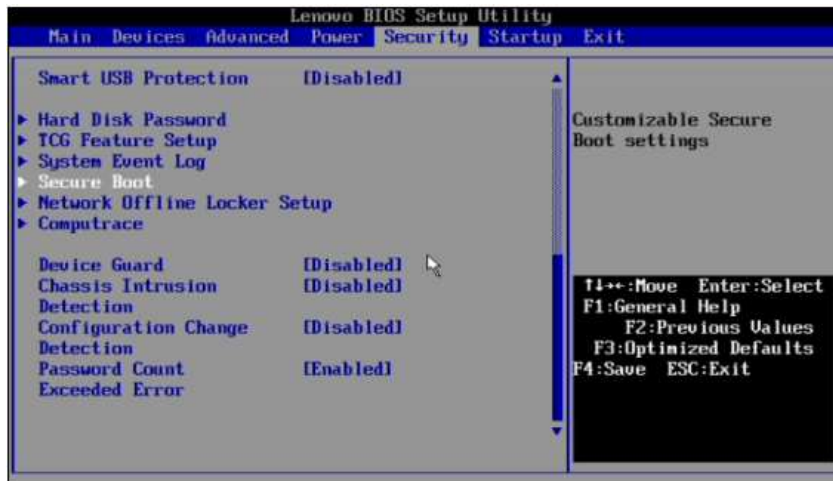 Lenovo BIOS Setup Utility
Main Devices Advanced Power Security Startup Exit
Smart USB Protection [Disabled]
Hard Disk Password
TCG Feature Setup
System Event Log
Secure Boot
Network Offline Locker Setup
Computrace
Device Guard [Disabled]
Chassis Intrusion [Disabled]
Detection
Configuration Change [Disabled]
Detection
Password Count [Enabled]
Exceeded Error
Customizable Secure
Boot settings
↑↓→←:Move Enter:Select
F1:General Help
F2:Previous Values
F3:Optimized Defaults
F4:Save ESC:Exit